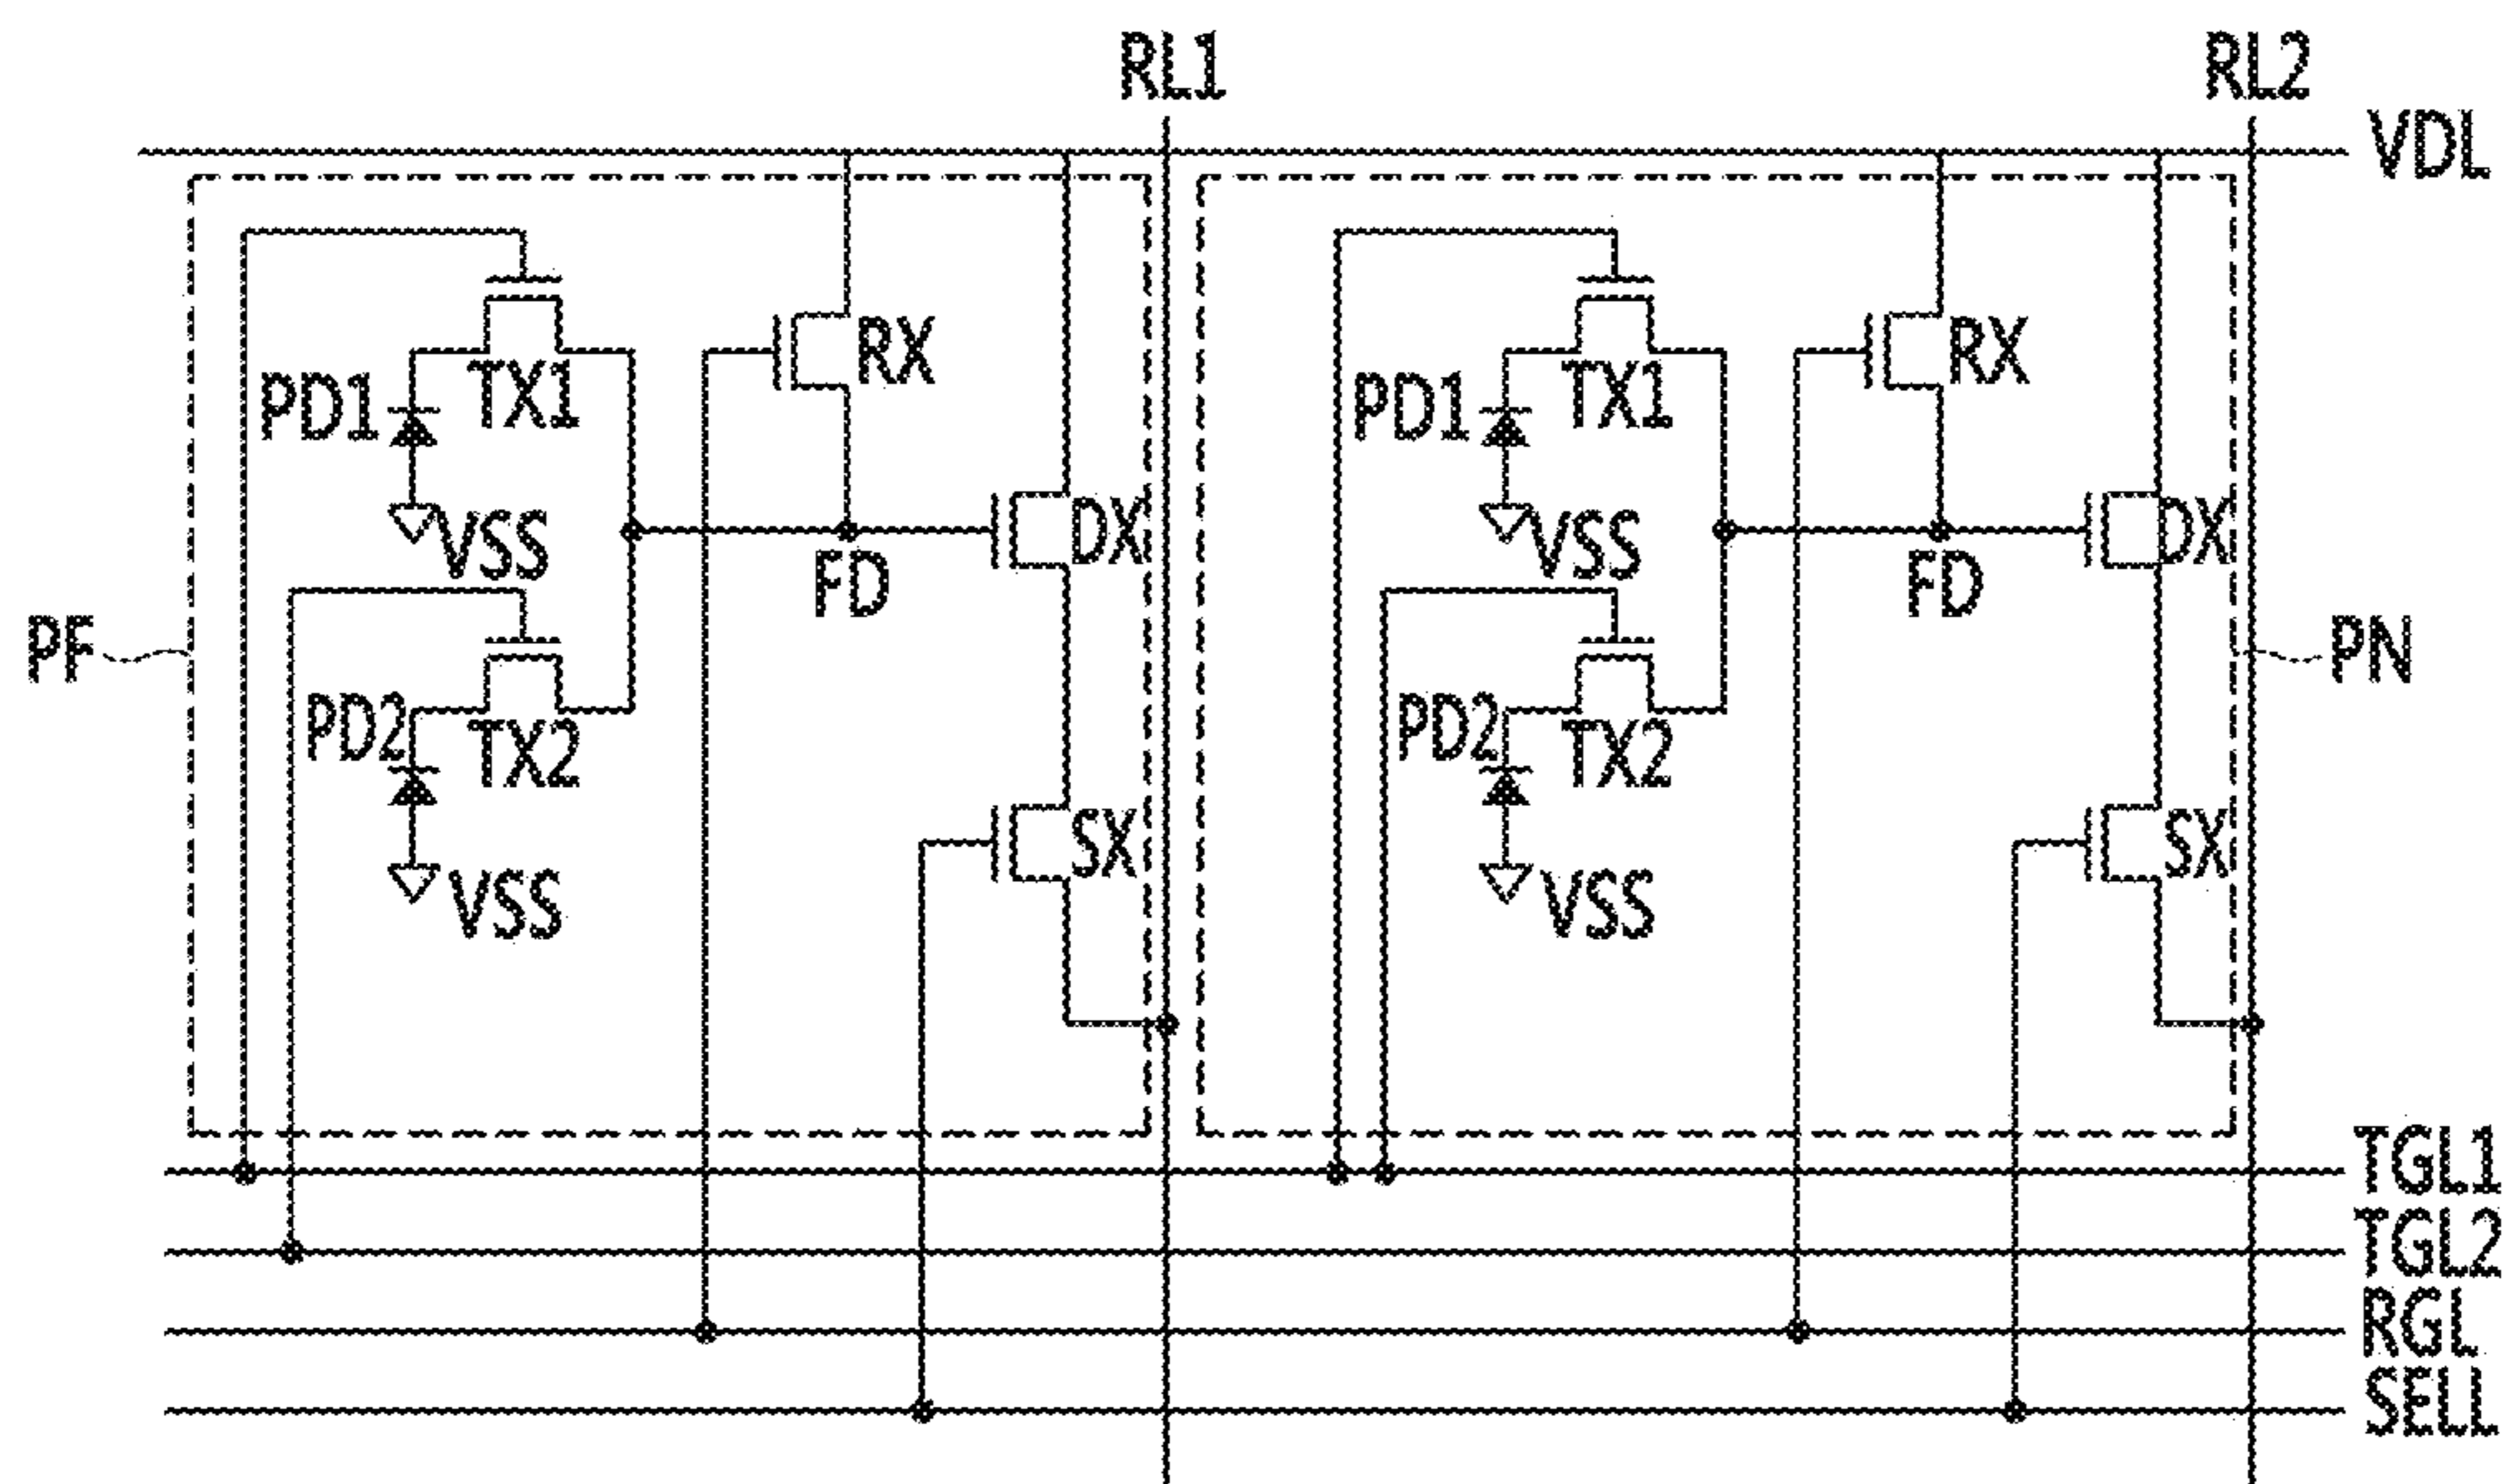 RL1
RL2
VDL
RX
RX
PD1
TX1
PD1
TX1
VSS
DX
VSS
DX
FD
FD
PF
PN
PD2
TX2
PD2
TX2
SX
SX
VSS
VSS
TGL1
TGL2
RGL
SELL